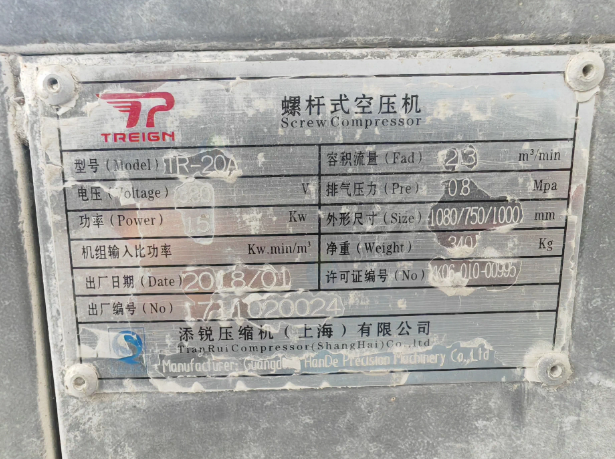 TREIGN
螺杆式空压机
Screw Compressor
型号(Model) TR-20A
容积流量(Fad) 2.3 m³/min
电压(Voltage) V
排气压力(Pre) 0.8 Mpa
功率(Power) 15 Kw
外形尺寸(Size) 1080/750/1000 mm
机组输入比功率 Kw.min/m³
净重(Weight) 340 Kg
出厂日期(Date) 2018/01
许可证编号(No) XK06-010-00995
出厂编号(No)
添锐压缩机(上海)有限公司
TianRui Compressor(ShangHai)Co.,ltd
Manufacturer: Guangdong HanDe Precision Machinery Co.,Ltd